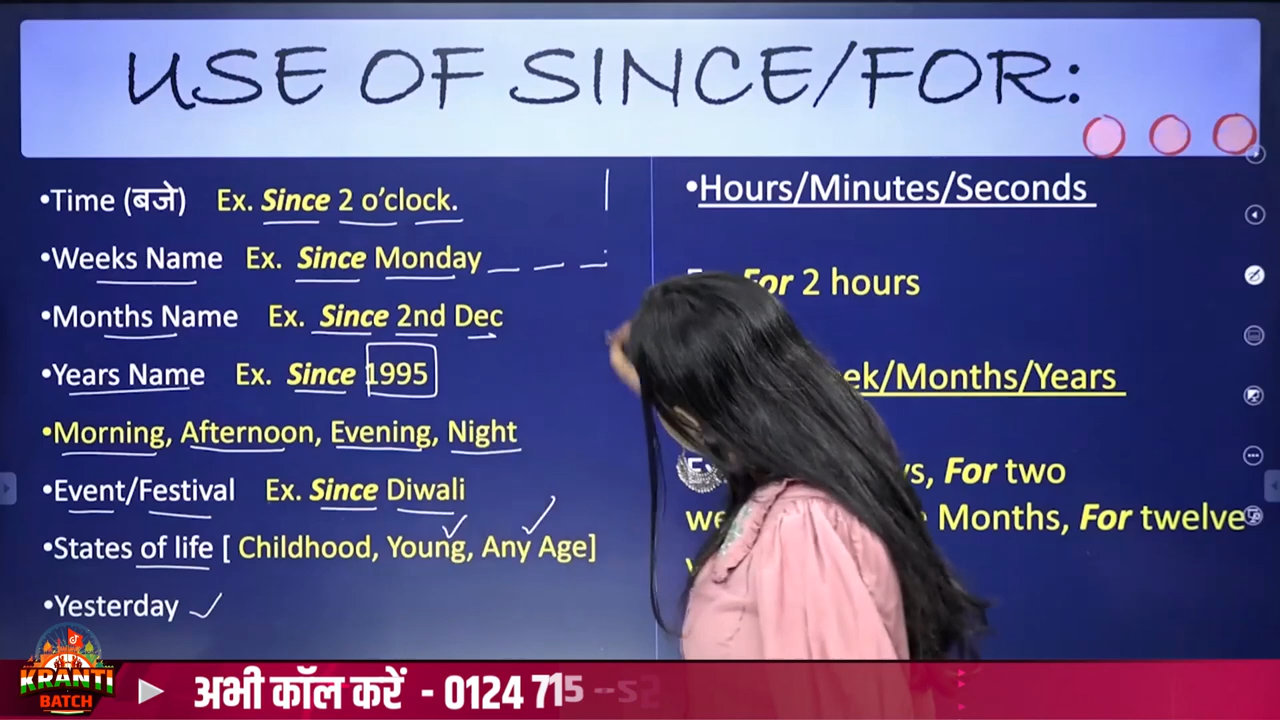 USE OF SINCE/FOR:
•Time (बजे) Ex. Since 2 o'clock.
•Weeks Name Ex. Since Monday
•Months Name Ex. Since 2nd Dec
•Years Name Ex. Since 1995
•Morning, Afternoon, Evening, Night
•Event/Festival Ex. Since Diwali
•States of life [ Childhood, Young, Any Age]
•Yesterday
•Hours/Minutes/Seconds
For 2 hours
/Months/Years
For two
Months, For twelve
KRANTI
BATCH
अभी कॉल करें - 0124 715